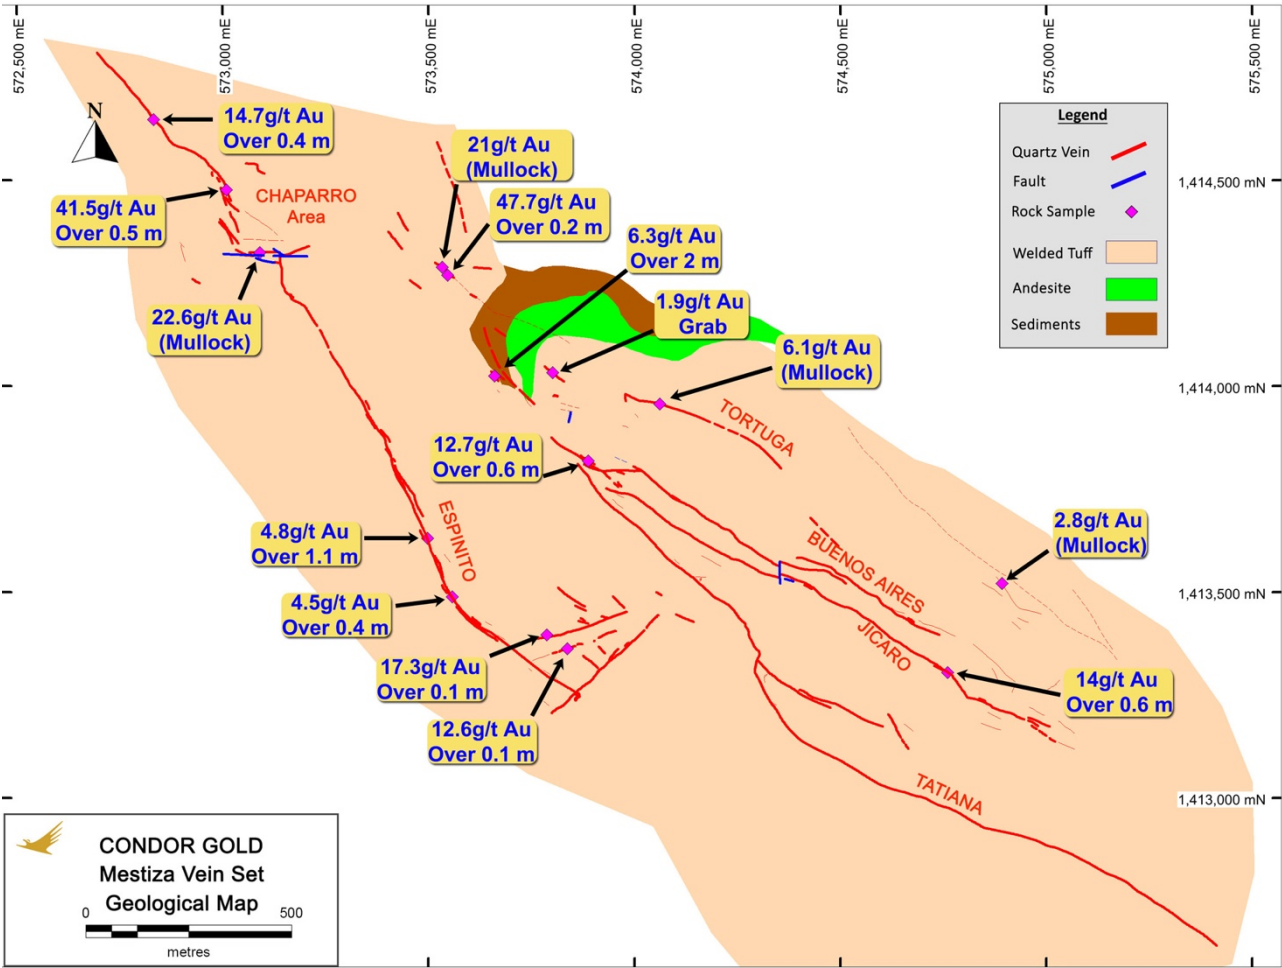 572,500 mE
573,000 mE
573,500 mE
574,000 mE
574,500 mE
575,000 mE
575,500 mE
N
14.7g/t Au
Over 0.4 m
21g/t Au
(Mullock)
Legend
Quartz Vein
Fault
Rock Sample
Welded Tuff
Andesite
Sediments
1,414,500 mN
CHAPARRO
Area
41.5g/t Au
Over 0.5 m
47.7g/t Au
Over 0.2 m
6.3g/t Au
Over 2 m
1.9g/t Au
Grab
22.6g/t Au
(Mullock)
6.1g/t Au
(Mullock)
1,414,000 mN
TORTUGA
12.7g/t Au
Over 0.6 m
ESPINITO
4.8g/t Au
Over 1.1 m
2.8g/t Au
(Mullock)
BUENOS AIRES
1,413,500 mN
4.5g/t Au
Over 0.4 m
JICARO
17.3g/t Au
Over 0.1 m
14g/t Au
Over 0.6 m
12.6g/t Au
Over 0.1 m
TATIANA
1,413,000 mN
CONDOR GOLD
Mestiza Vein Set
Geological Map
0 500
metres